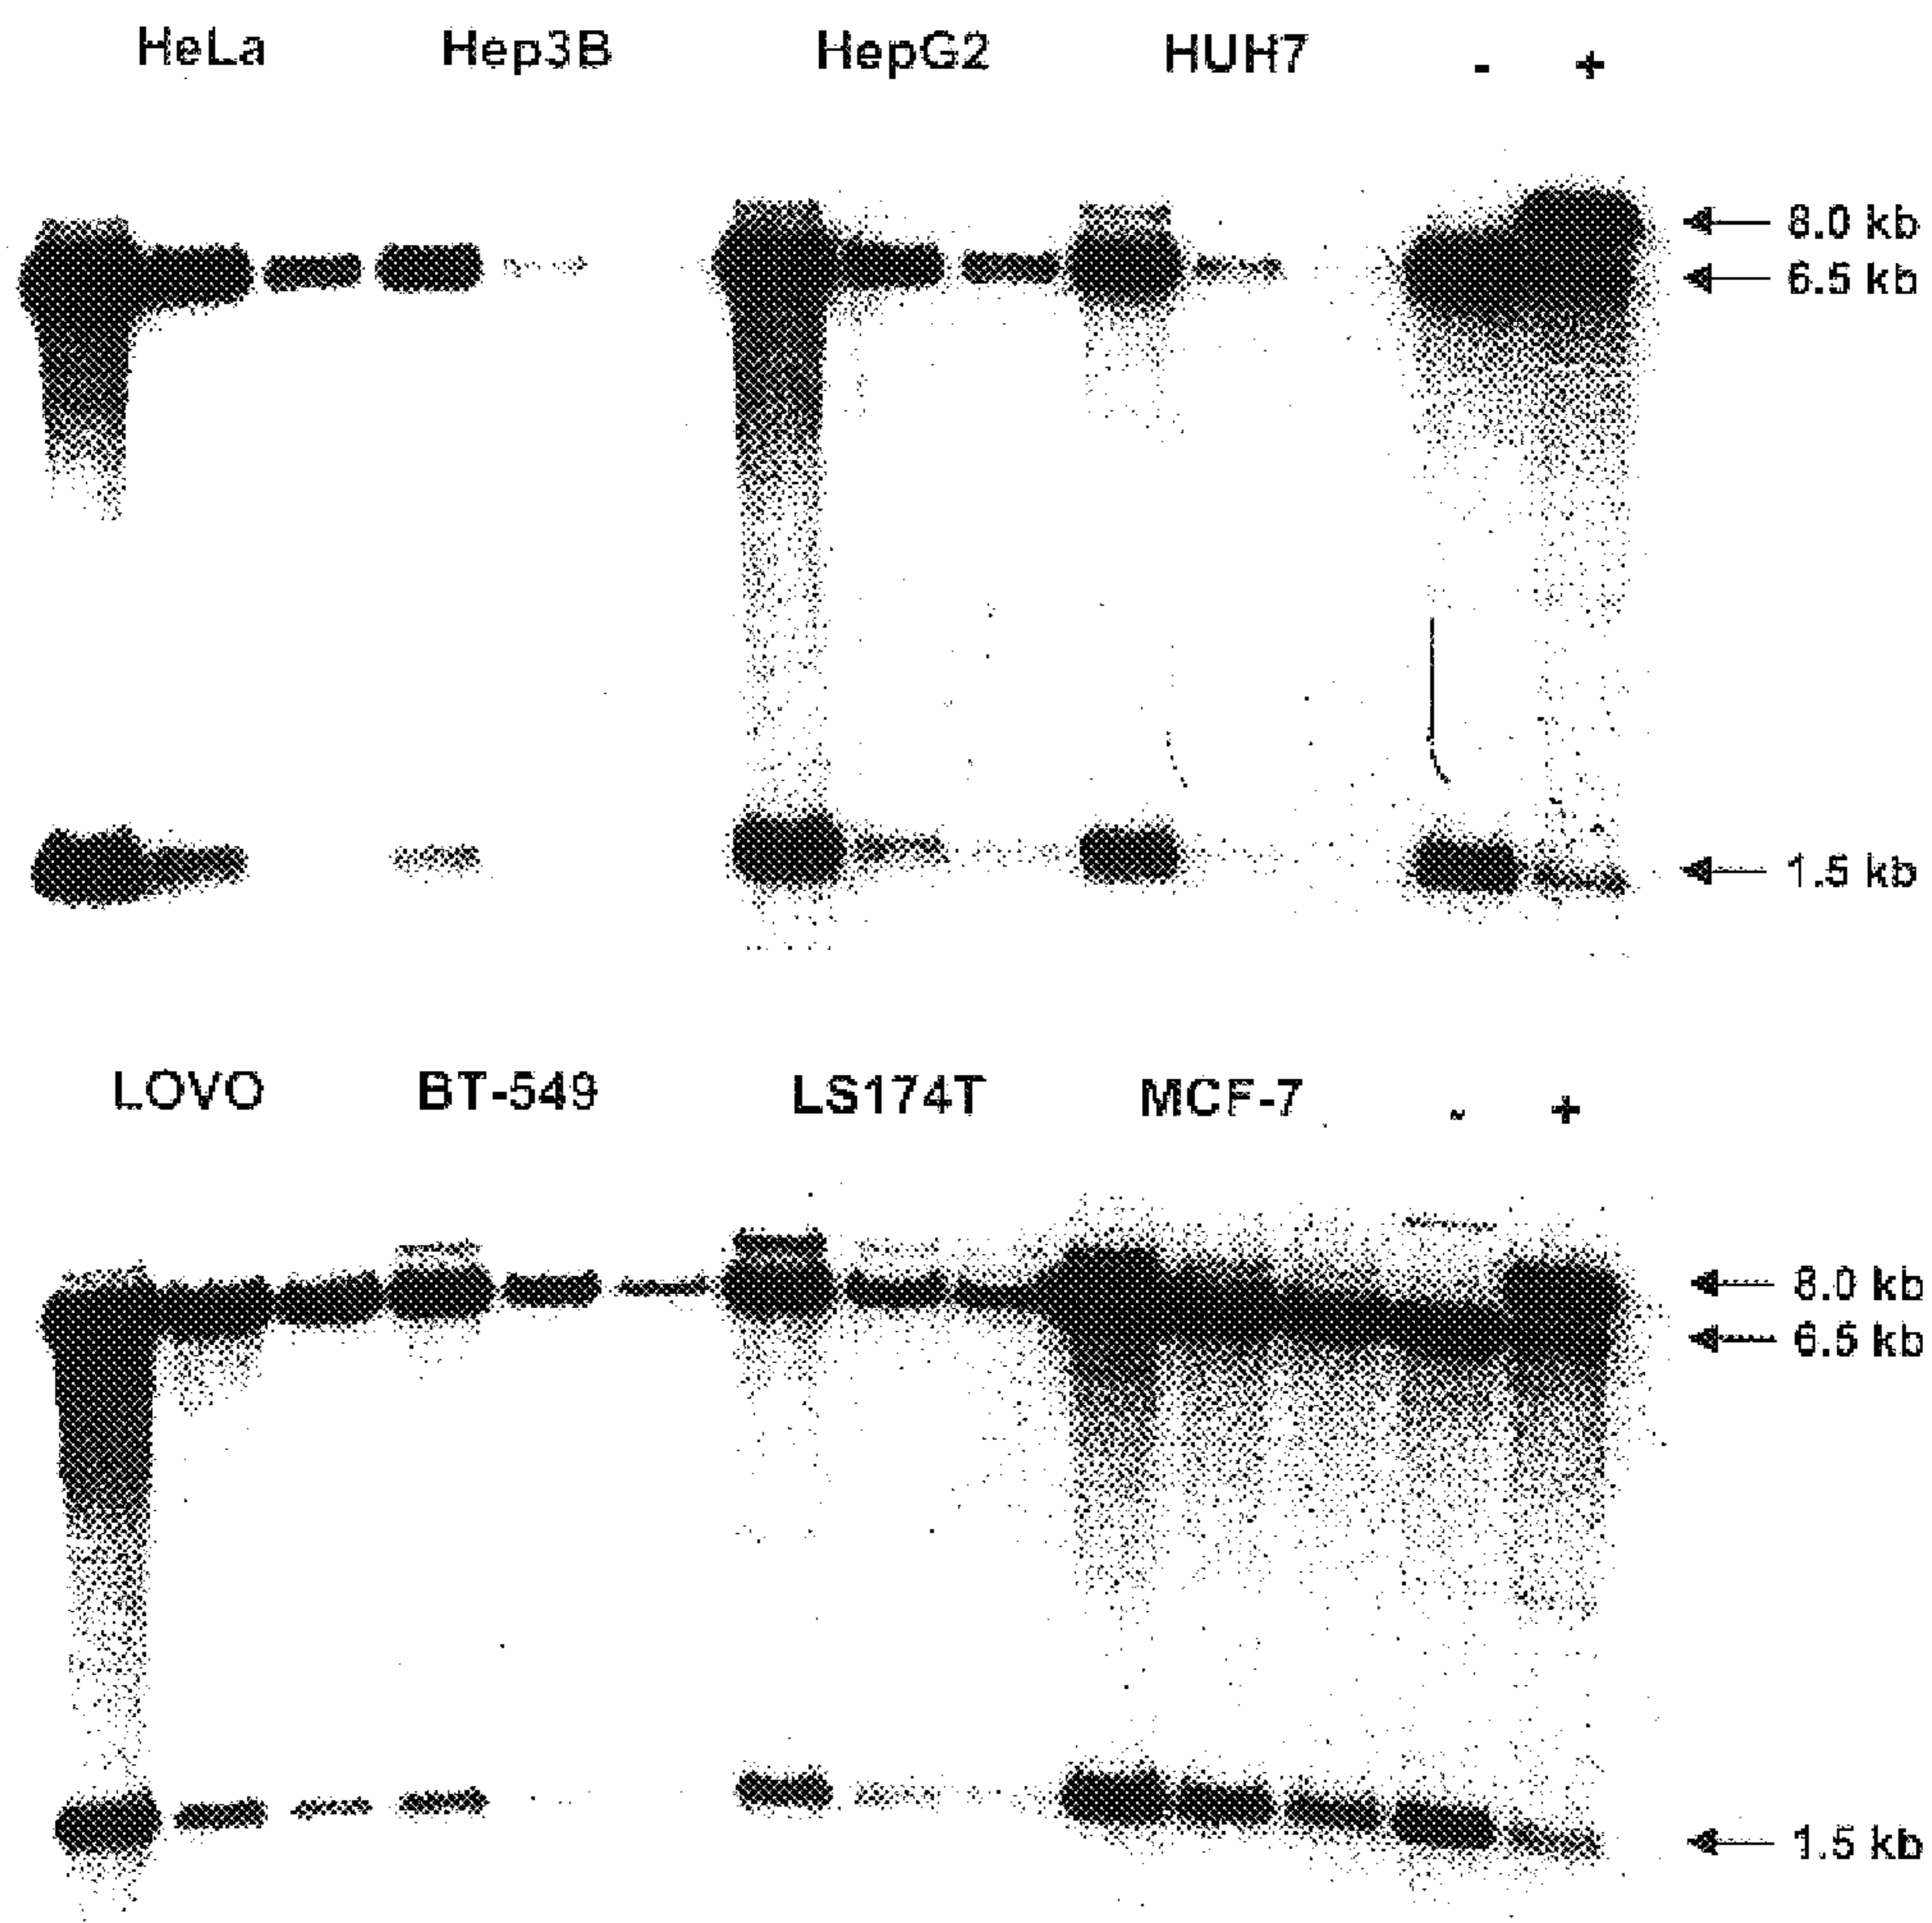 HeLa Hep3B HepG2 HUH7 - +
8.0 kb
6.5 kb
1.5 kb
LOVO BT-549 LS174T MCF-7 - +
8.0 kb
6.5 kb
1.5 kb